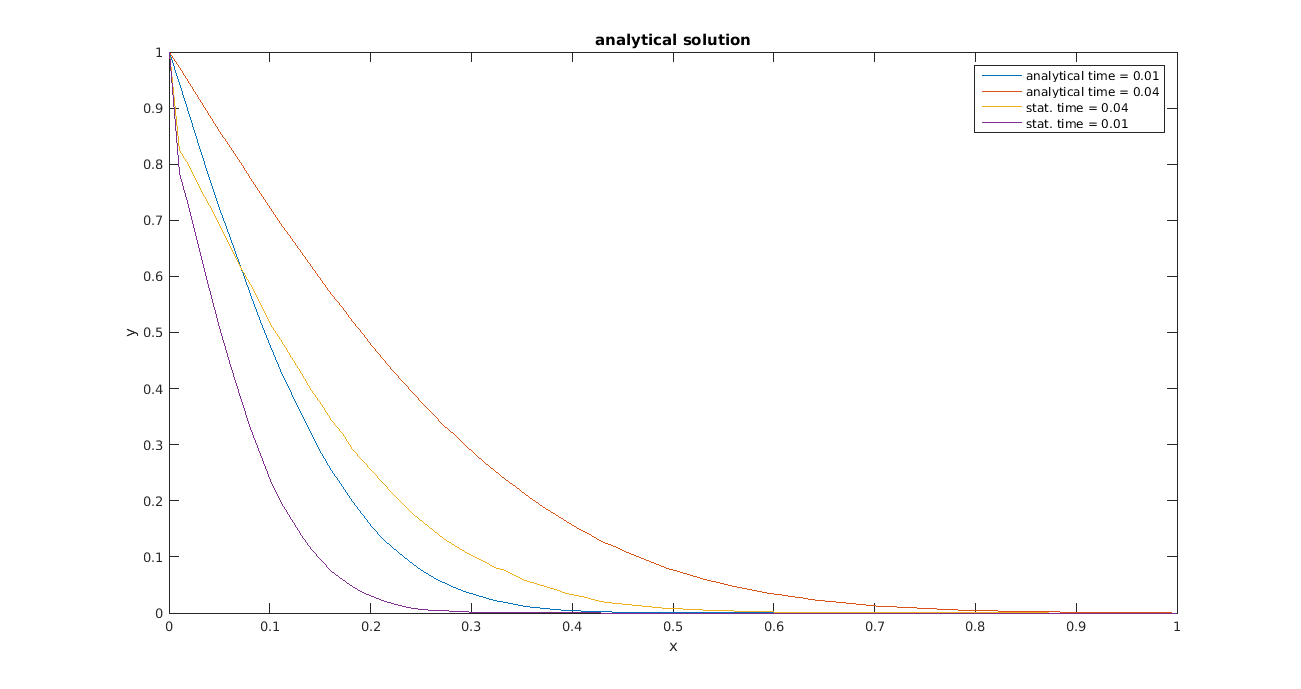 analytical solution
1
0.9
0.8
0.7
0.6
0.5
0.4
0.3
0.2
0.1
0
y
analytical time = 0.01
analytical time = 0.04
stat. time = 0.04
stat. time = 0.01
0 0.1 0.2 0.3 0.4 0.5 0.6 0.7 0.8 0.9 1
x